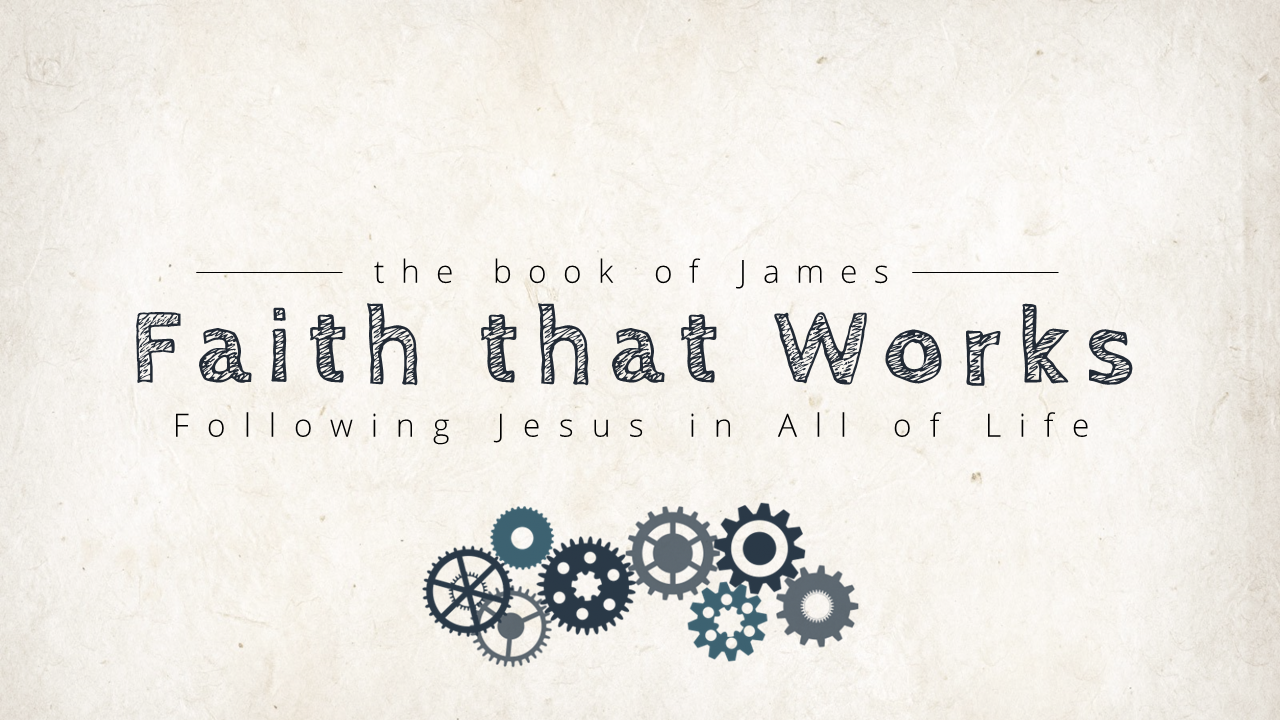 the book of James
Faith that Works
Following Jesus in All of Life